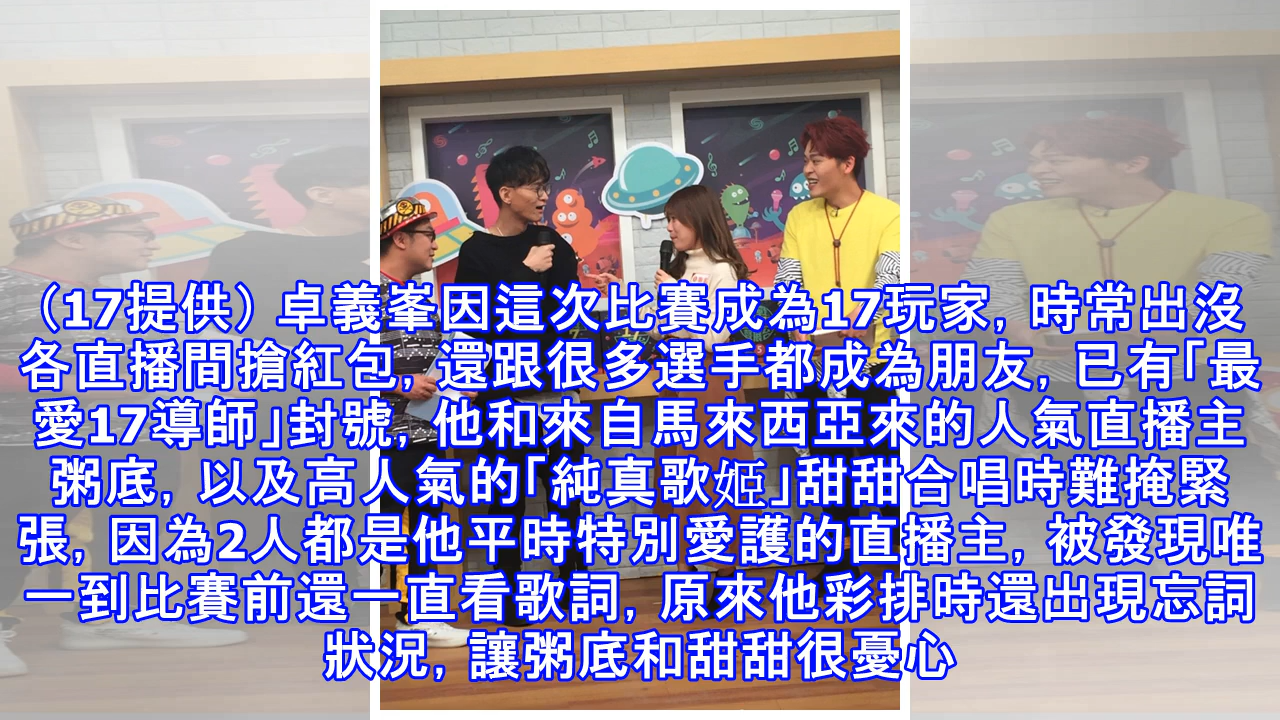 (17提供) 卓義峯因這次比賽成為17玩家, 時常出沒
各直播間搶紅包, 還跟很多選手都成為朋友, 已有「最
愛17導師」封號, 他和來自馬來西亞來的人氣直播主
粥底, 以及高人氣的「純真歌姬」甜甜合唱時難掩緊
張, 因為2人都是他平時特別愛護的直播主, 被發現唯
一到比賽前還一直看歌詞, 原來他彩排時還出現忘詞
狀況, 讓粥底和甜甜很憂心